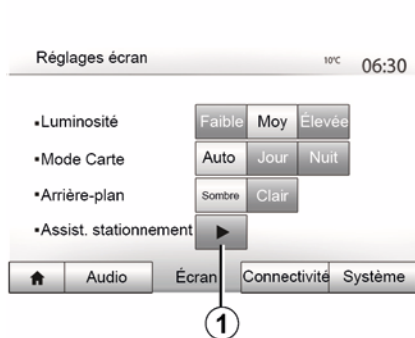 Réglages écran 10°C 06:30
▪Luminosité Faible Moy Élevée
▪Mode Carte Auto Jour Nuit
▪Arrière-plan Sombre Clair
▪Assist. stationnement
Audio Écran Connectivité Système
1